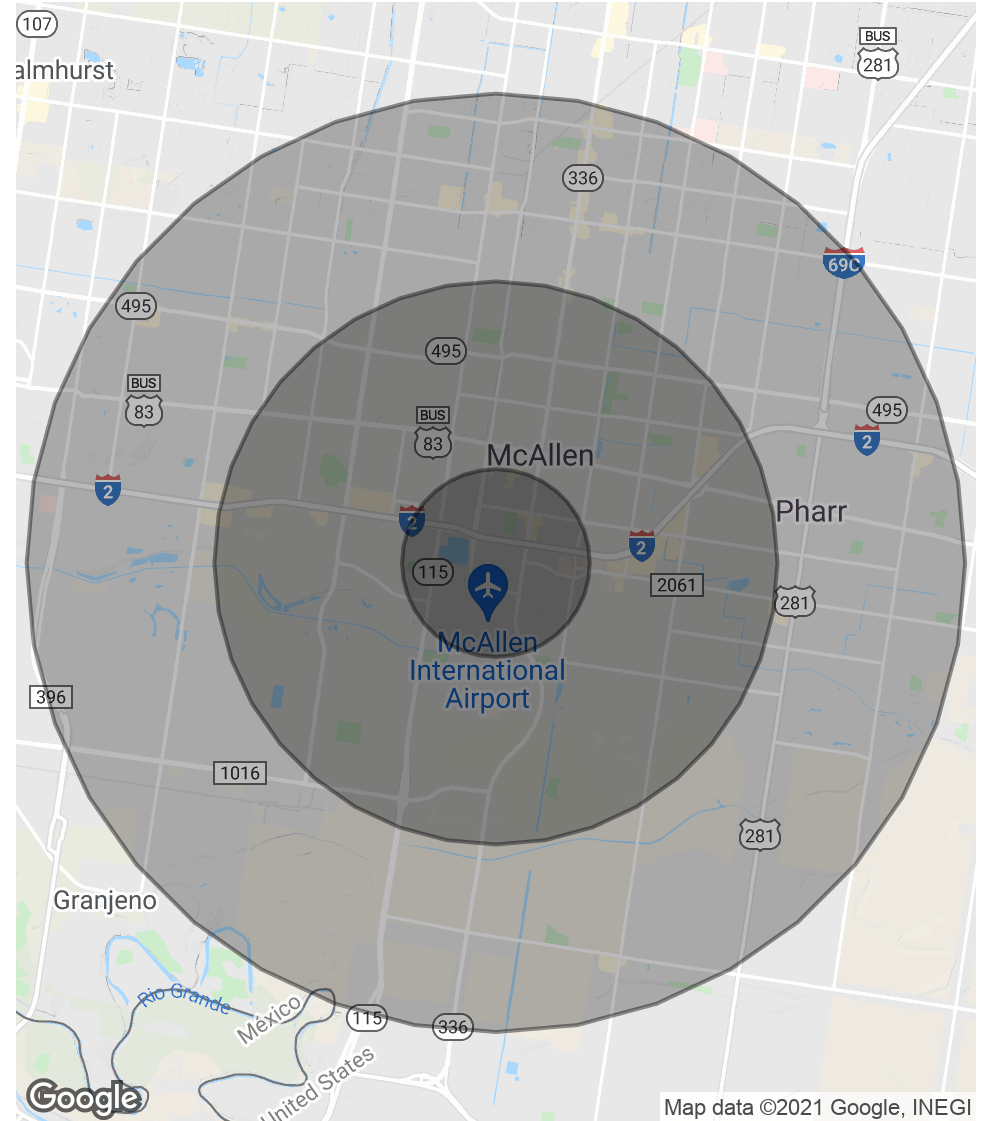 107
BUS
281
almhurst
336
69C
495
495
BUS
83
495
BUS
83
2
McAllen
2
2
Pharr
2
115
2061
281
McAllen
International
Airport
396
1016
281
Granjeno
Rio Grande
México
115
336
United States
Google
Map data ©2021 Google, INEGI